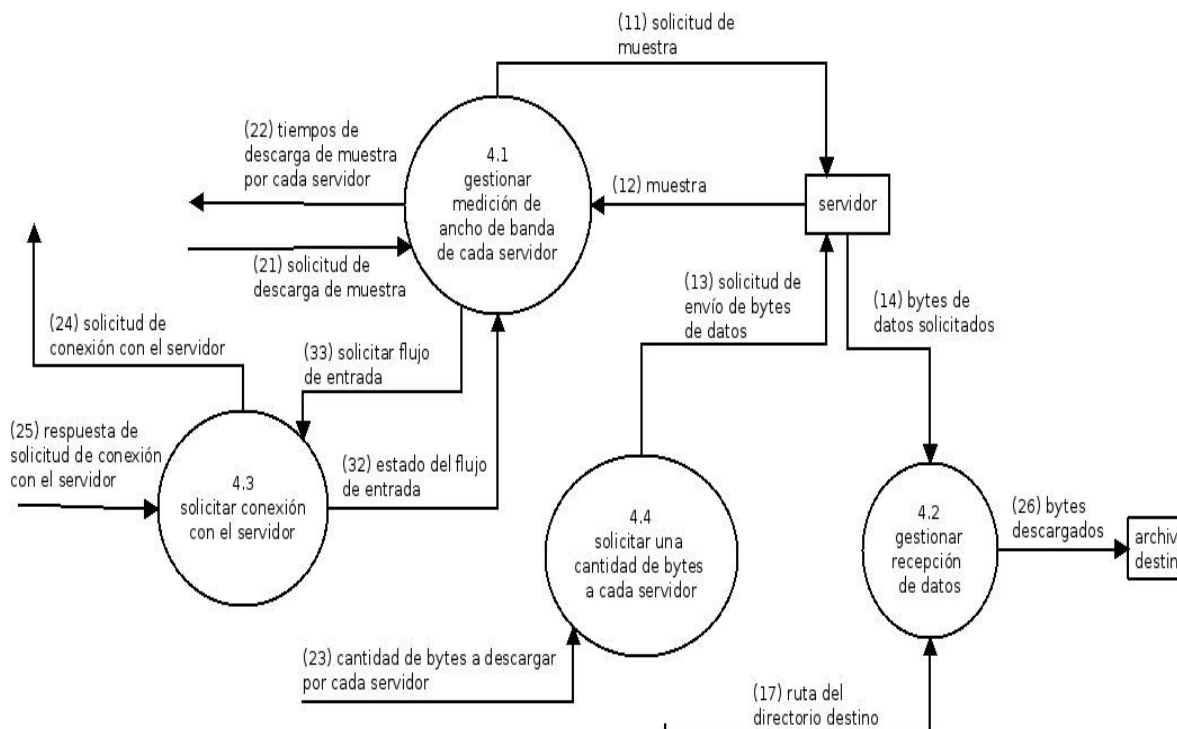 (11) solicitud de
muestra
(22) tiempos de
descarga de muestra
por cada servidor
4.1
gestionar
medición de
ancho de banda
de cada servidor
(12) muestra
servidor
(21) solicitud de
descarga de muestra
(13) solicitud de
envío de bytes
de datos
(14) bytes de
datos solicitados
(24) solicitud de
conexión con el servidor
(33) solicitar flujo
de entrada
(25) respuesta de
solicitud de conexión
con el servidor
4.3
solicitar conexión
con el servidor
(32) estado del flujo
de entrada
4.4
solicitar una
cantidad de bytes
a cada servidor
4.2
gestionar
recepción
de datos
(26) bytes
descargados
archiv
destin
(23) cantidad de bytes a descargar
por cada servidor
(17) ruta del
directorio destino